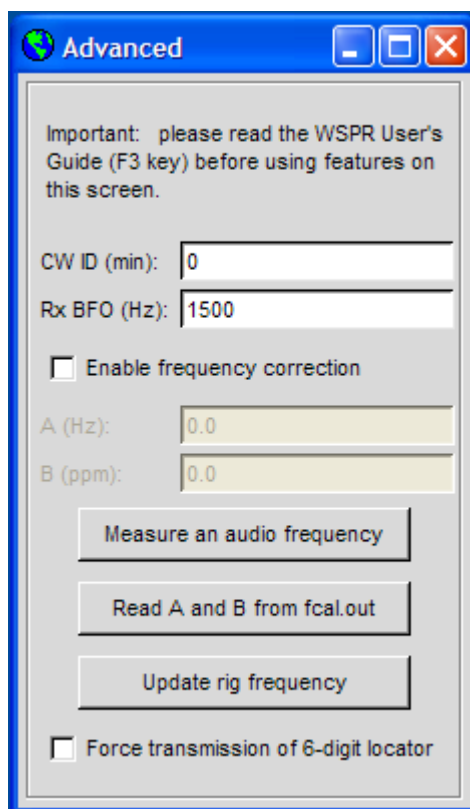 Advanced
Important: please read the WSPR User's
Guide (F3 key) before using features on
this screen.
CW ID (min): 0
Rx BFO (Hz): 1500
Enable frequency correction
A (Hz): 0.0
B (ppm): 0.0
Measure an audio frequency
Read A and B from fcal.out
Update rig frequency
Force transmission of 6-digit locator